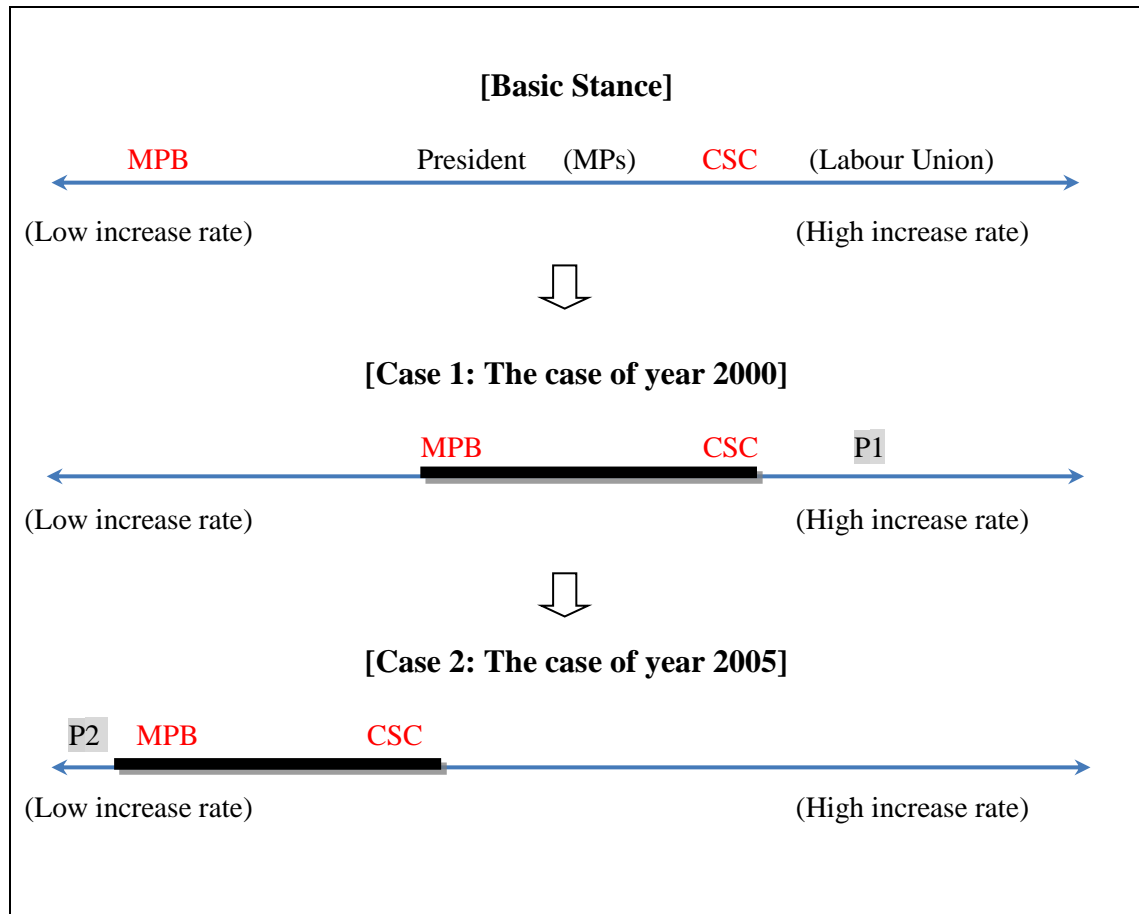 [Basic Stance]
MPB President (MPs) CSC (Labour Union)
(Low increase rate) (High increase rate)
[Case 1: The case of year 2000]
MPB CSC P1
(Low increase rate) (High increase rate)
[Case 2: The case of year 2005]
P2 MPB CSC
(Low increase rate) (High increase rate)